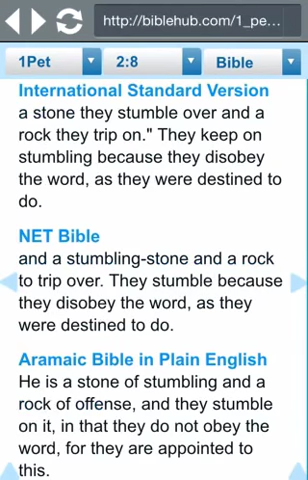 http://biblehub.com/1_pe...
1Pet 2:8 Bible
International Standard Version
a stone they stumble over and a
rock they trip on." They keep on
stumbling because they disobey
the word, as they were destined to
do.
NET Bible
and a stumbling-stone and a rock
to trip over. They stumble because
they disobey the word, as they
were destined to do.
Aramaic Bible in Plain English
He is a stone of stumbling and a
rock of offense, and they stumble
on it, in that they do not obey the
word, for they are appointed to
this.